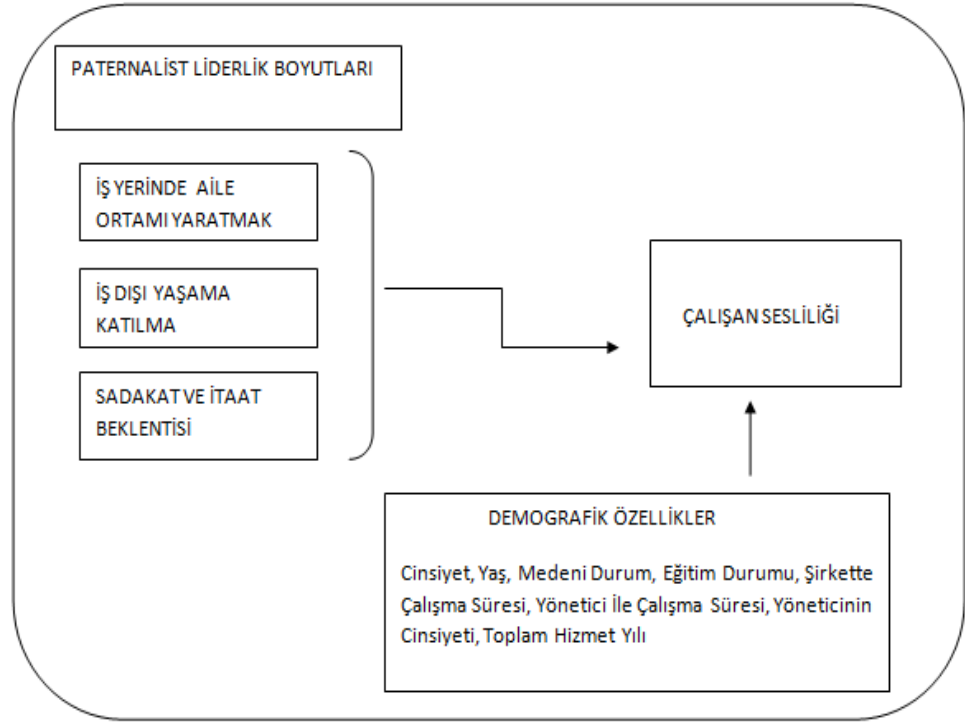 PATERNALİST LİDERLİK BOYUTLARI
İŞ YERİNDE AİLE
ORTAMI YARATMAK
İŞ DIŞI YAŞAMA
KATILMA
SADAKAT VE İTAAT
BEKLENTİSİ
ÇALIŞAN SESLİLİĞİ
DEMOGRAFİK ÖZELLİKLER
Cinsiyet, Yaş, Medeni Durum, Eğitim Durumu, Şirkette
Çalışma Süresi, Yönetici İle Çalışma Süresi, Yöneticinin
Cinsiyeti, Toplam Hizmet Yılı